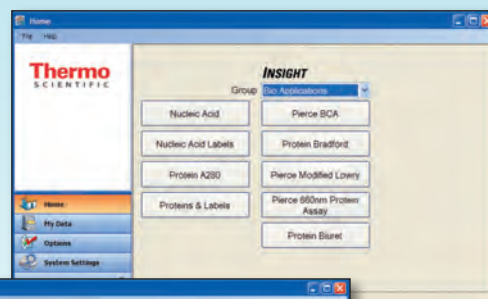 Home
File Help
Thermo
SCIENTIFIC
INSIGHT
Group Bio Applications
Nucleic Acid
Pierce BCA
Nucleic Acid Labels
Protein Bradford
Protein A280
Pierce Modified Lowry
Proteins & Labels
Pierce 660nm Protein
Assay
Protein Biuret
Home
My Data
Options
System Settings